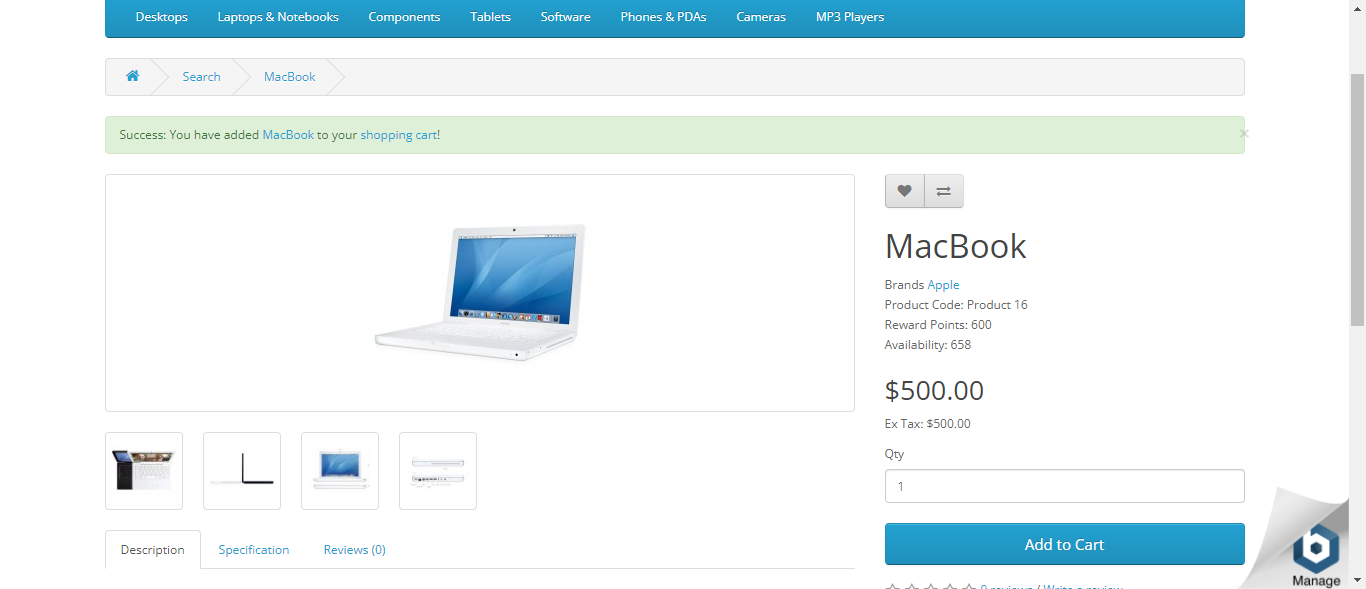 Desktops Laptops & Notebooks Components Tablets Software Phones & PDAs Cameras MP3 Players
Search MacBook
Success: You have added MacBook to your shopping cart!
×
MacBook
Brands Apple
Product Code: Product 16
Reward Points: 600
Availability: 658
$500.00
Ex Tax: $500.00
Qty
1
Add to Cart
0 reviews / Write a review
Description Specification Reviews (0)
b
Manage